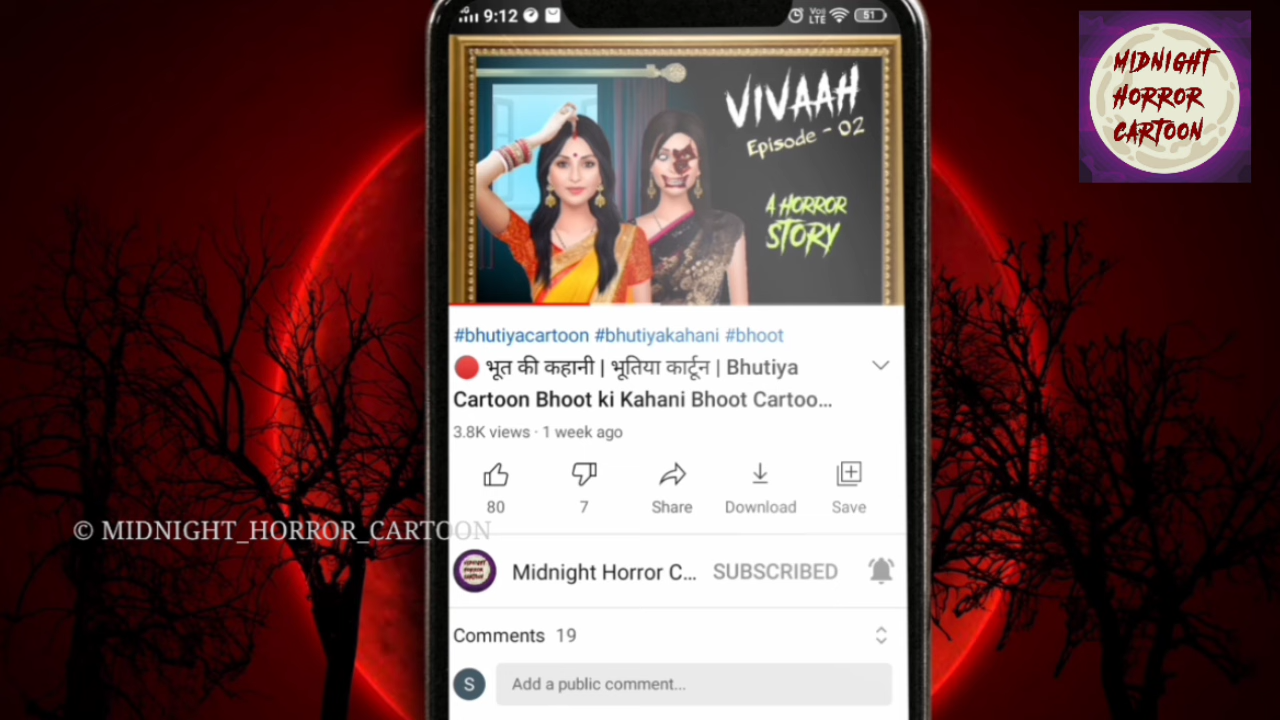 9:12
Vo)
LTE
51
MIDNIGHT
HORROR
CARTOON
VIVAAH
Episode - 02
A HORROR
STORY
#bhutiyacartoon #bhutiyakahani #bhoot
भूत की कहानी | भूतिया कार्टून | Bhutiya
Cartoon Bhoot ki Kahani Bhoot Cartoo...
3.8K views · 1 week ago
80 7 Share Download Save
© MIDNIGHT_HORROR_CARTOON
Midnight Horror C... SUBSCRIBED
Comments 19
S Add a public comment...